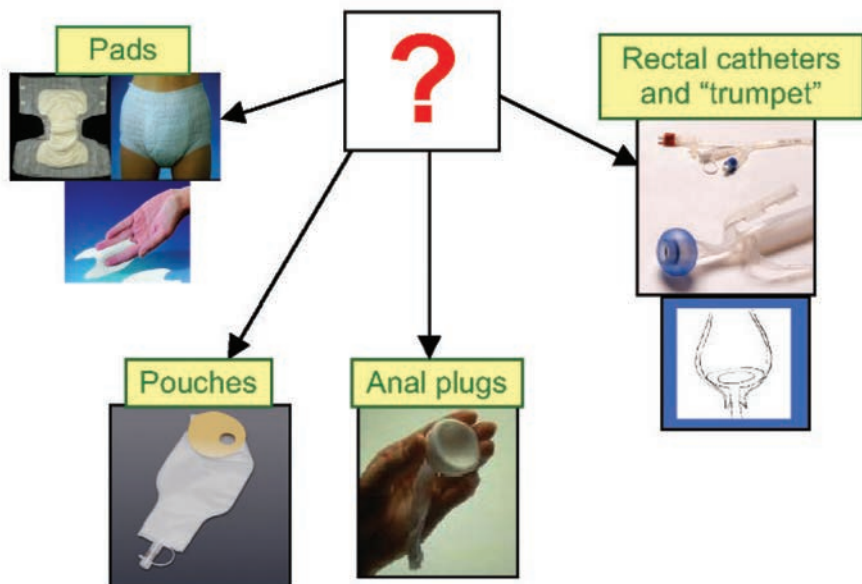 Pads
?
Rectal catheters
and “trumpet”
Pouches
Anal plugs